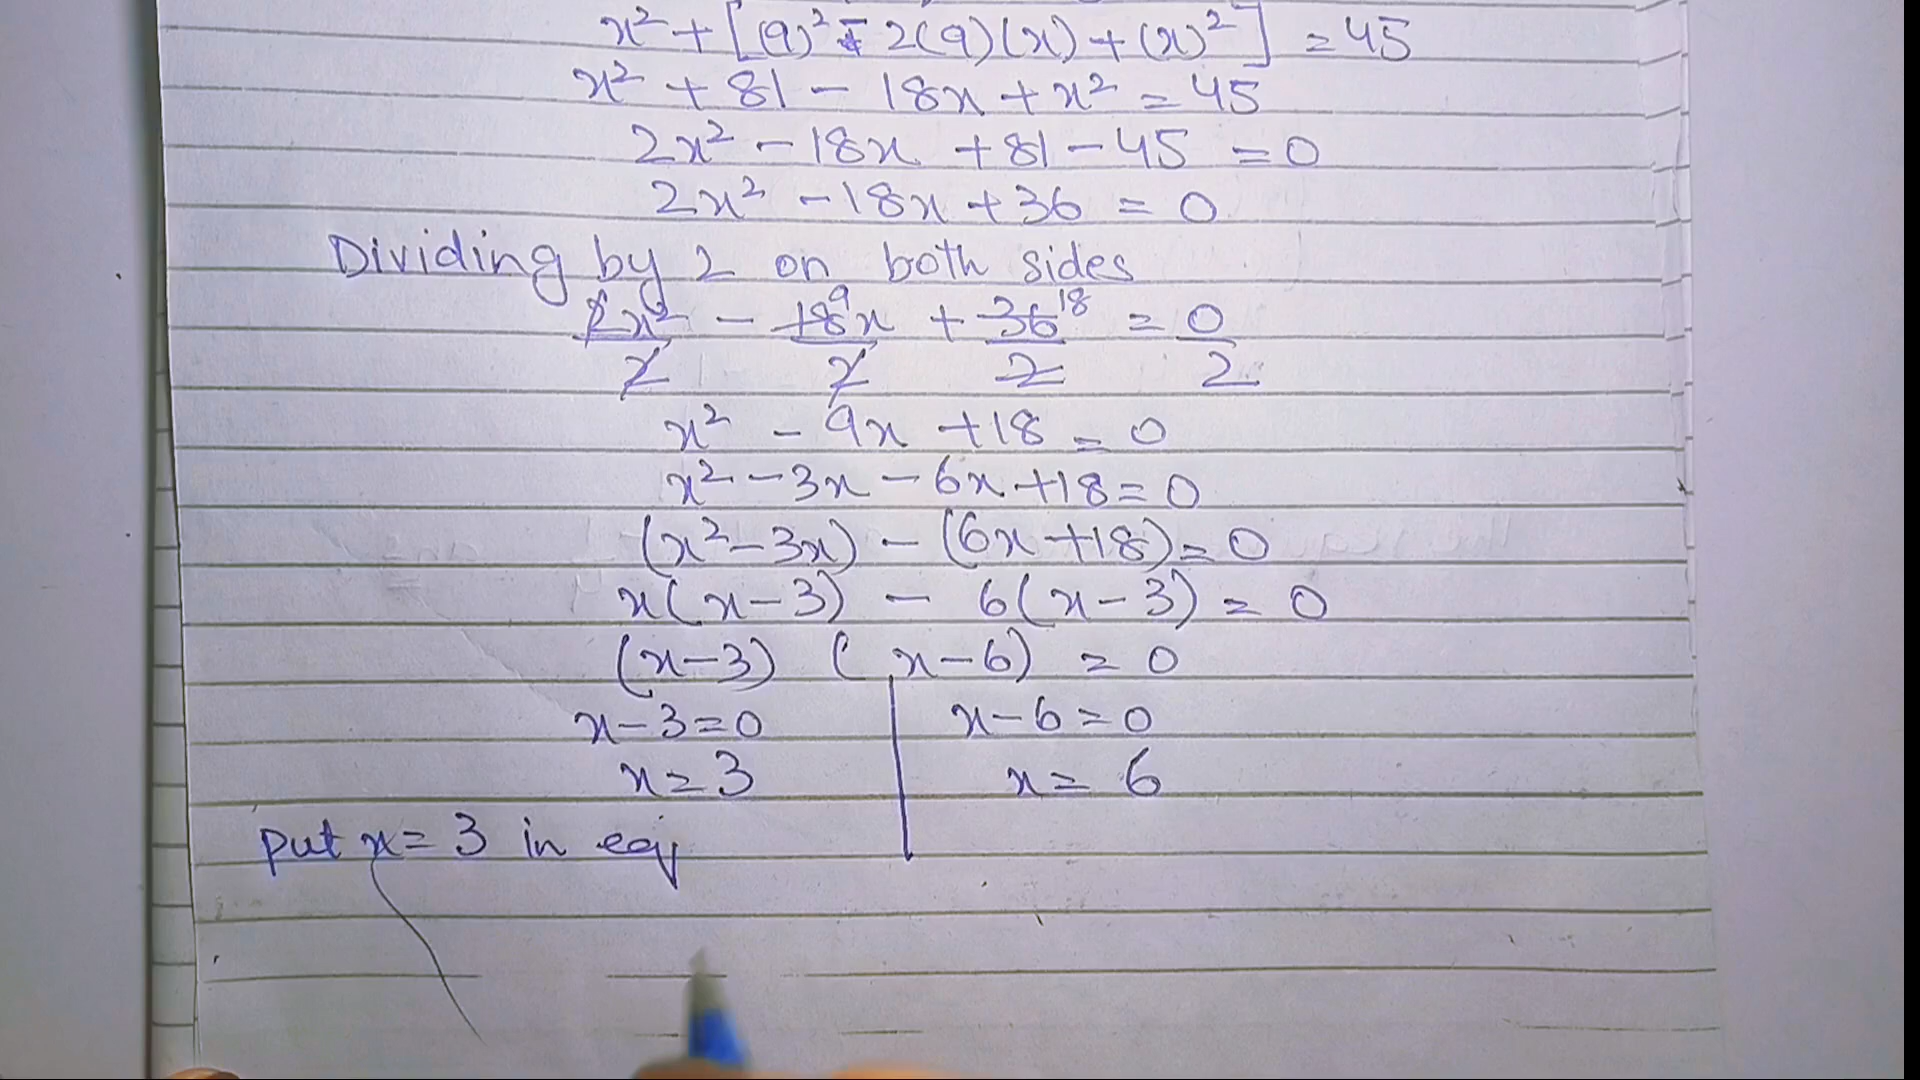 x² + [(9)² - 2(9)(x) + (x)²] = 45
x² + 81 - 18x + x² = 45
2x² - 18x + 81 - 45 = 0
2x² - 18x + 36 = 0
Dividing by 2 on both sides
2x²/2 - 18x/2 9 + 36/2 18 = 0/2
x² - 9x + 18 = 0
x² - 3x - 6x + 18 = 0
(x² - 3x) - (6x + 18) = 0
x(x - 3) - 6(x - 3) = 0
(x - 3) (x - 6) = 0
x - 3 = 0 x - 6 = 0
x = 3 x = 6
put x = 3 in eq